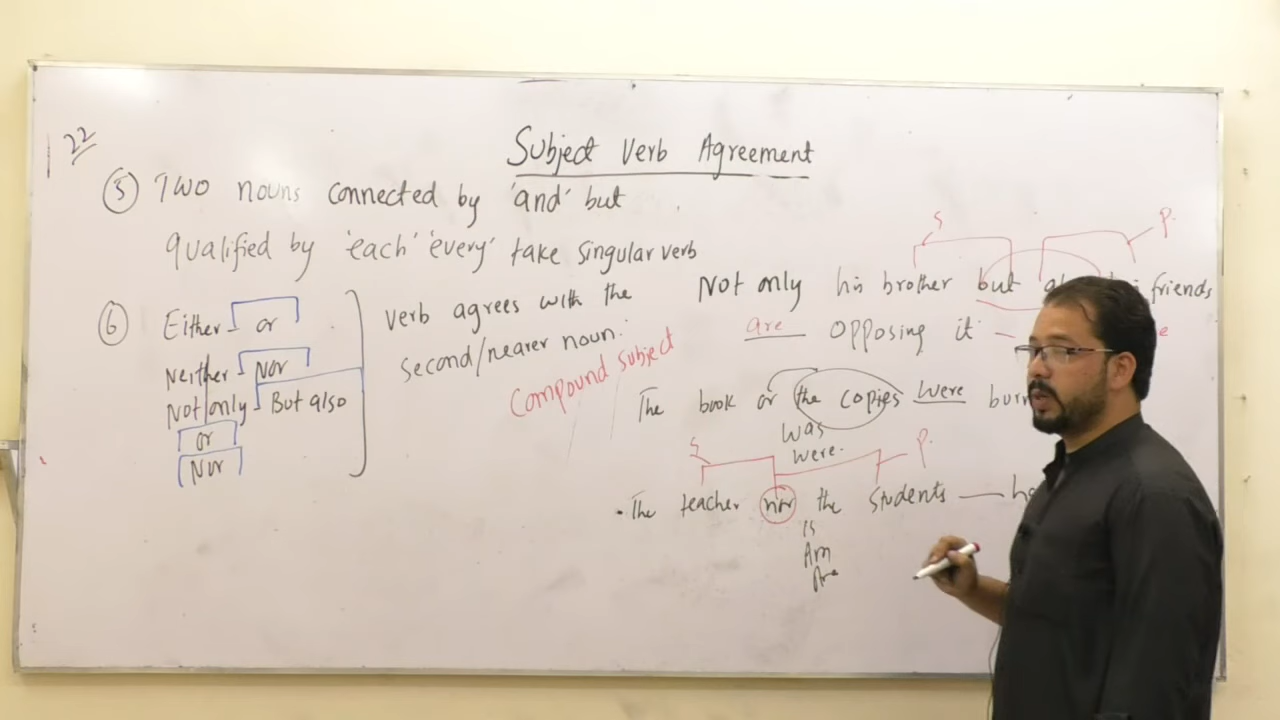 22
Subject Verb Agreement
⑤ Two nouns connected by 'and' but
qualified by 'each' 'every' take singular verb
⑥ Either or
Neither Nor
Not only But also
or
Nor
verb agrees with the
second/nearer noun.
Compound subject
S P.
Not only his brother but friends
are opposing it
The book or the copies were
was
were.
S P.
The teacher nor the students
Is
Am
Are